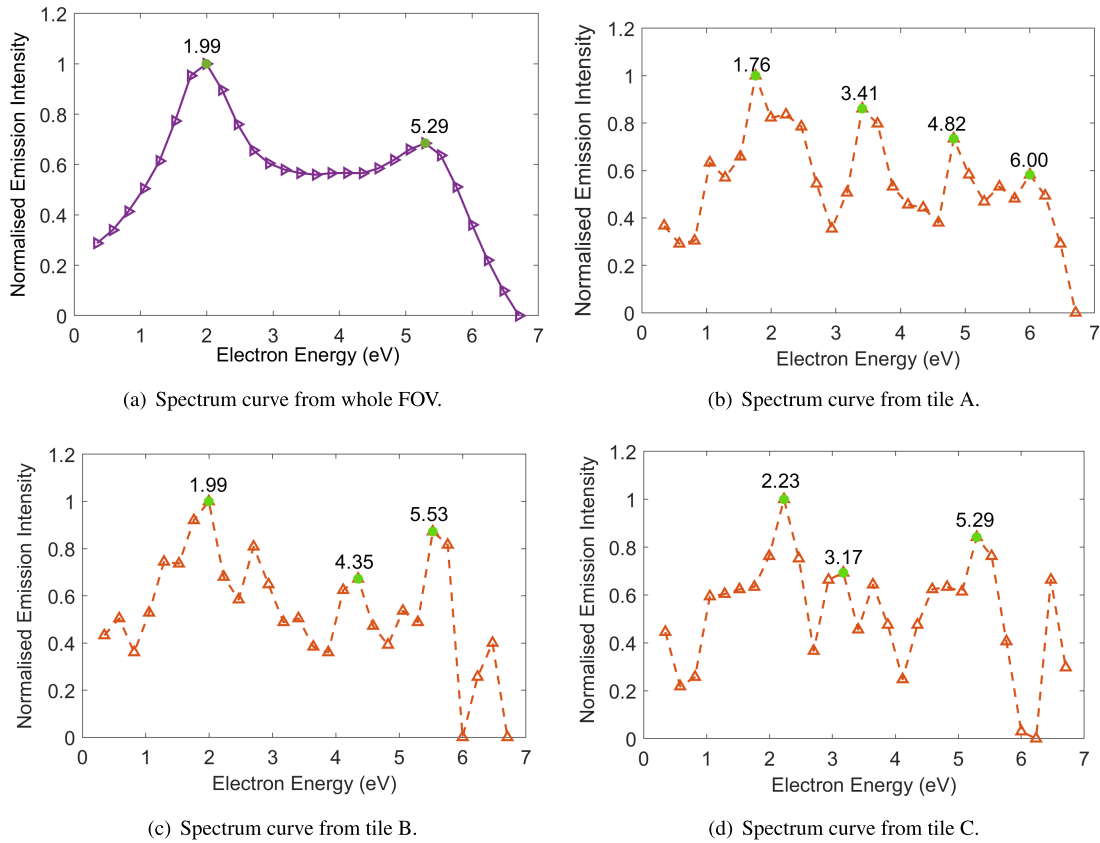 1.2
1
0.8
0.6
0.4
0.2
0
0 1 2 3 4 5 6 7
Normalised Emission Intensity
Electron Energy (eV)
1.99
5.29
(a) Spectrum curve from whole FOV.
1.2
1
0.8
0.6
0.4
0.2
0
0 1 2 3 4 5 6 7
Normalised Emission Intensity
Electron Energy (eV)
1.76
3.41
4.82
6.00
(b) Spectrum curve from tile A.
1.2
1
0.8
0.6
0.4
0.2
0
0 1 2 3 4 5 6 7
Normalised Emission Intensity
Electron Energy (eV)
1.99
4.35
5.53
(c) Spectrum curve from tile B.
1.2
1
0.8
0.6
0.4
0.2
0
0 1 2 3 4 5 6 7
Normalised Emission Intensity
Electron Energy (eV)
2.23
3.17
5.29
(d) Spectrum curve from tile C.